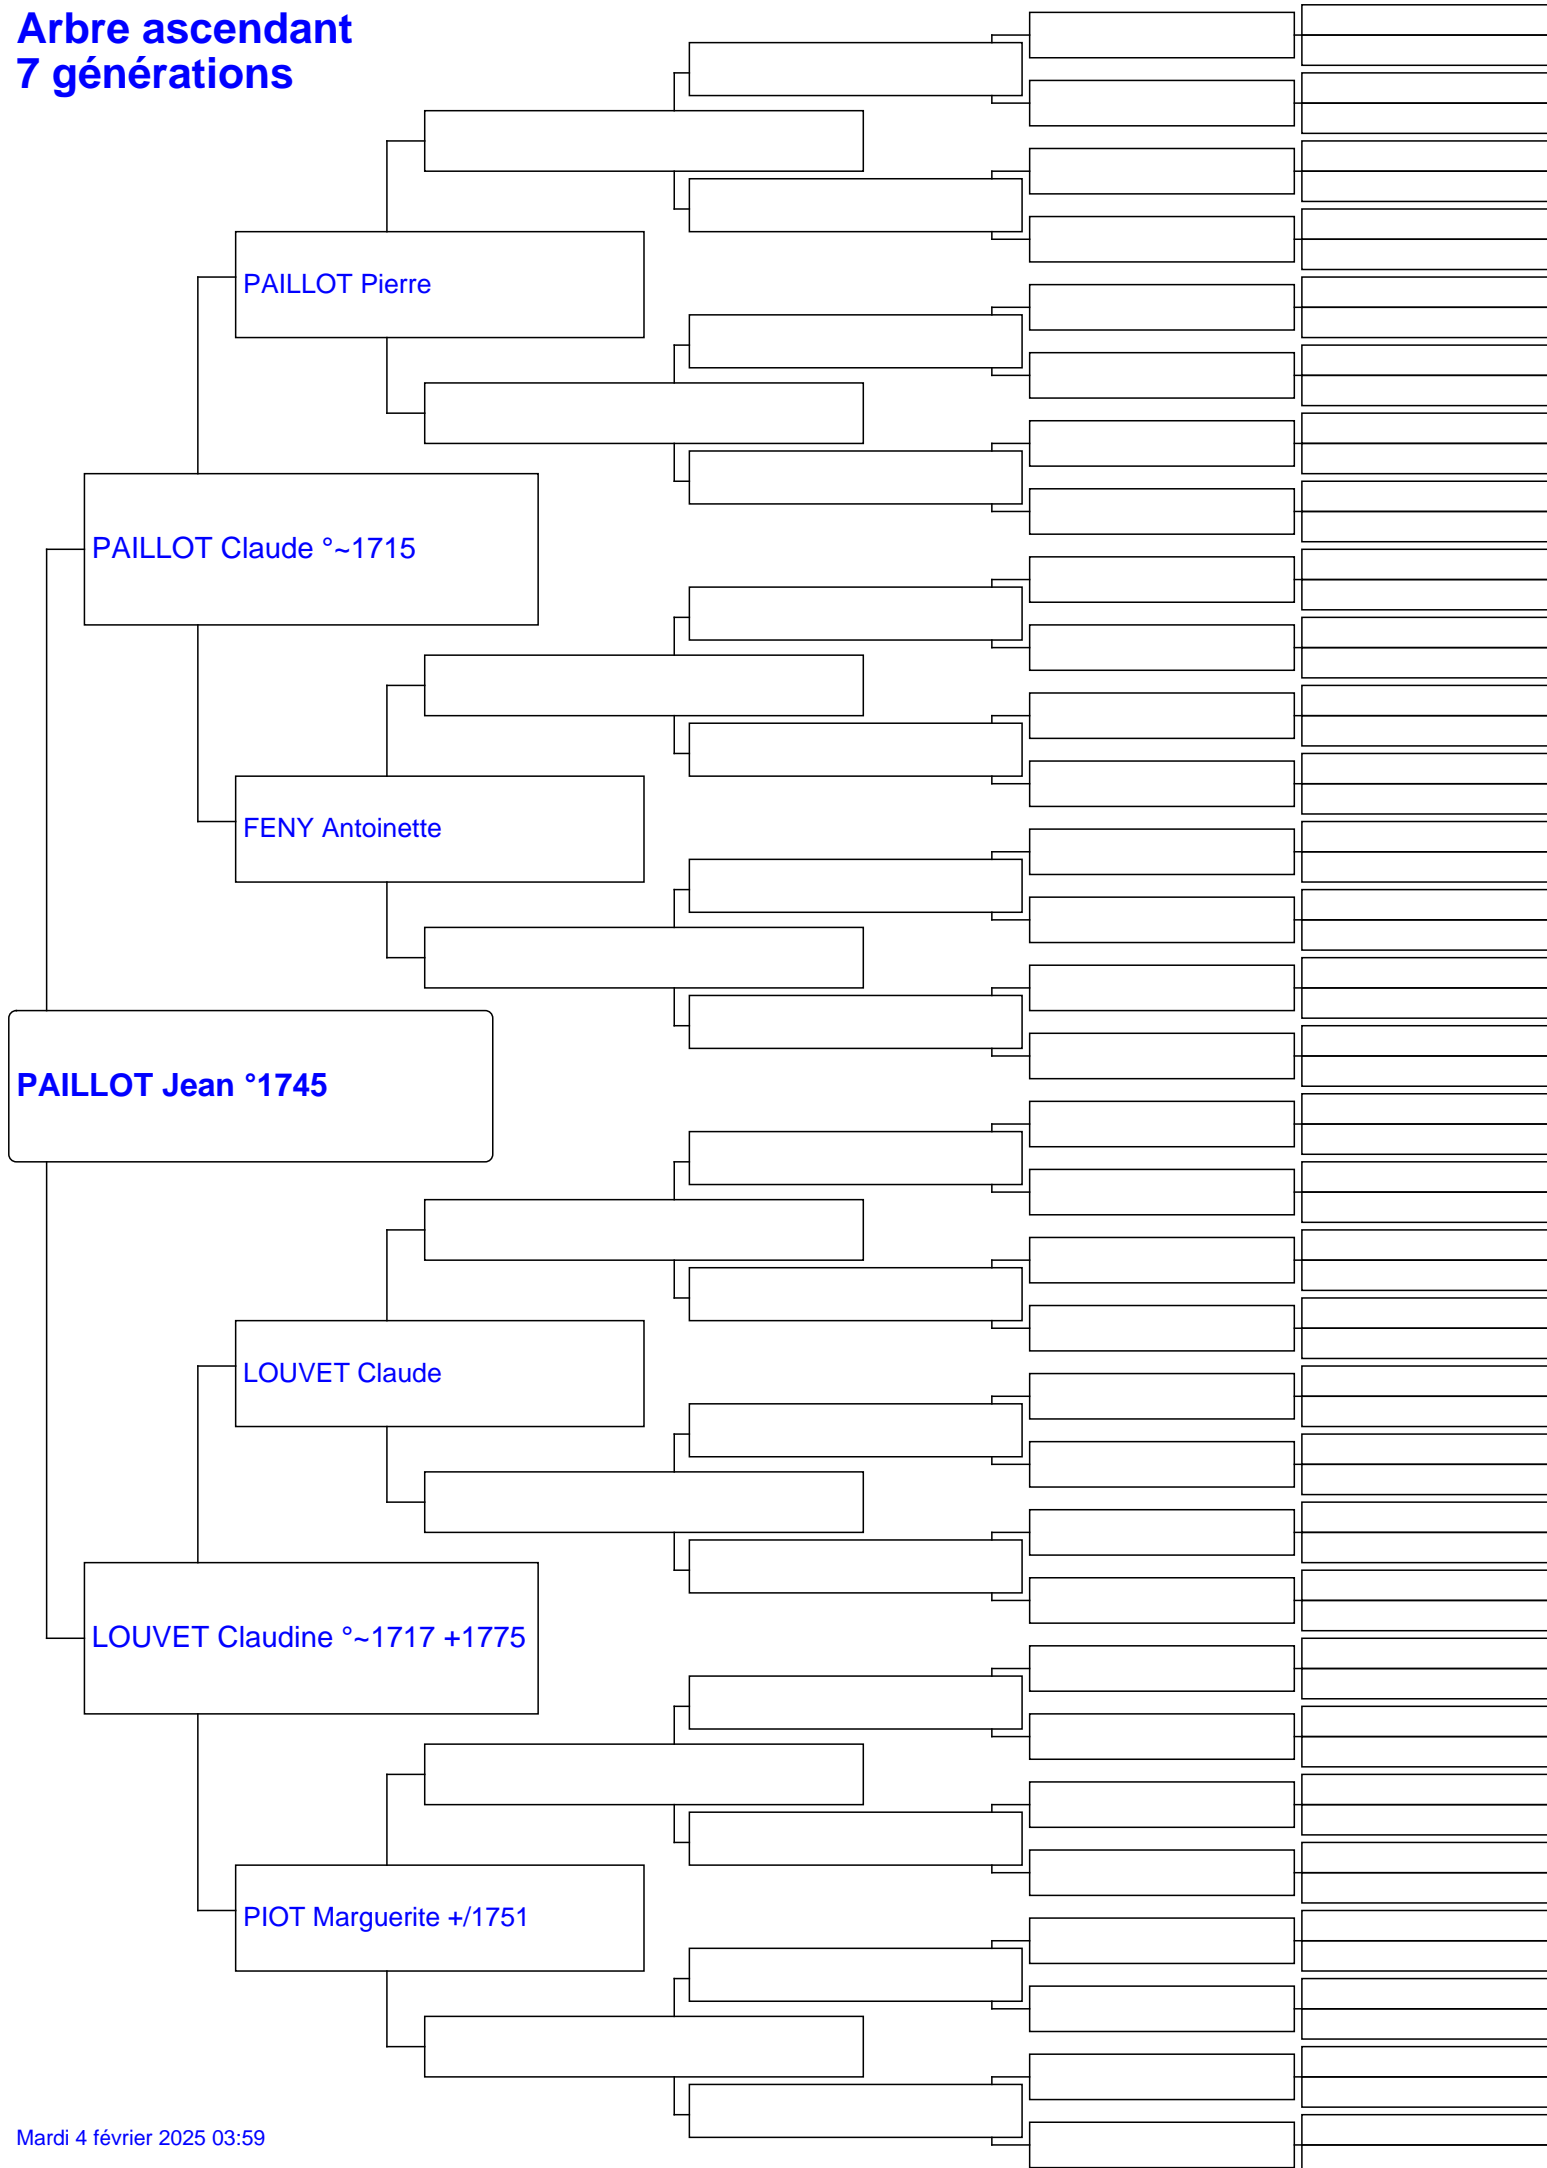 Arbre ascendant
7 générations
PAILLOT Pierre
PAILLOT Claude °~1715
FENY Antoinette
PAILLOT Jean °1745
LOUVET Claude
LOUVET Claudine °~1717 +1775
PIOT Marguerite +/1751
Mardi 4 février 2025 03:59